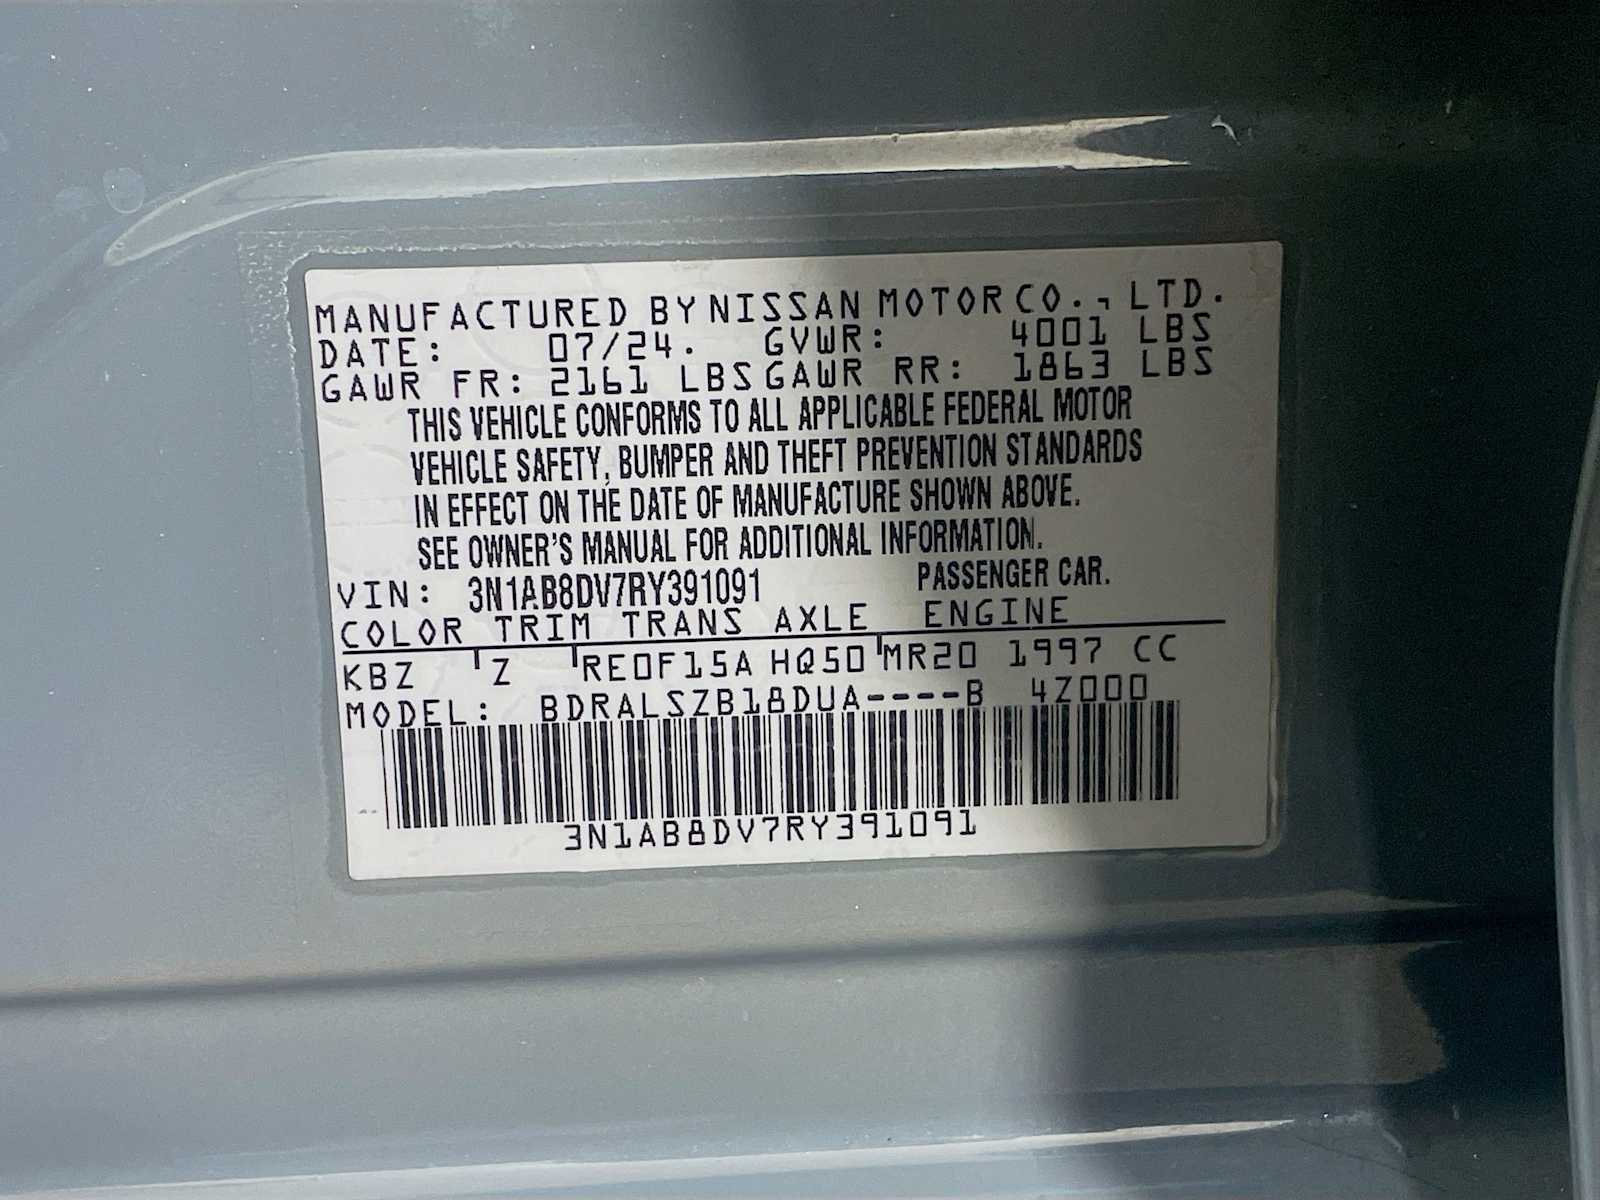 MANUFACTURED BY NISSAN MOTOR CO., LTD.
DATE: 07/24. GVWR: 4001 LBS
GAWR FR: 2161 LBS GAWR RR: 1863 LBS
THIS VEHICLE CONFORMS TO ALL APPLICABLE FEDERAL MOTOR
VEHICLE SAFETY, BUMPER AND THEFT PREVENTION STANDARDS
IN EFFECT ON THE DATE OF MANUFACTURE SHOWN ABOVE.
SEE OWNER'S MANUAL FOR ADDITIONAL INFORMATION.
VIN: 3N1AB8DV7RY391091 PASSENGER CAR.
COLOR TRIM TRANS AXLE ENGINE
KBZ Z RE0F15A HQ50 MR20 1997 CC
MODEL: BDRALSZB18DUA----B 4Z000
3N1AB8DV7RY391091